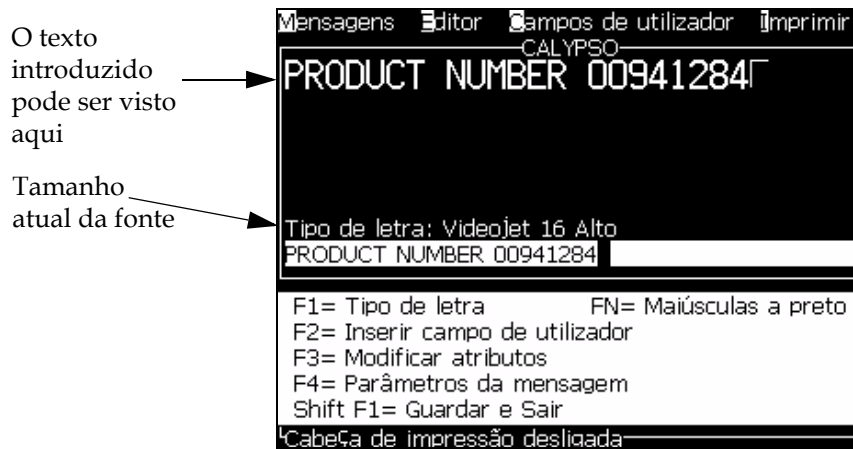 O texto
introduzido
pode ser visto
aqui
Tamanho
atual da fonte
Mensagens Editor Campos de utilizador imprimir
CALYPSO
PRODUCT NUMBER 00941284
Tipo de letra: Videojet 16 Alto
PRODUCT NUMBER 00941284
F1= Tipo de letra FN= Maiúsculas a preto
F2= Inserir campo de utilizador
F3= Modificar atributos
F4= Parâmetros da mensagem
Shift F1= Guardar e Sair
Cabeça de impressão desligada